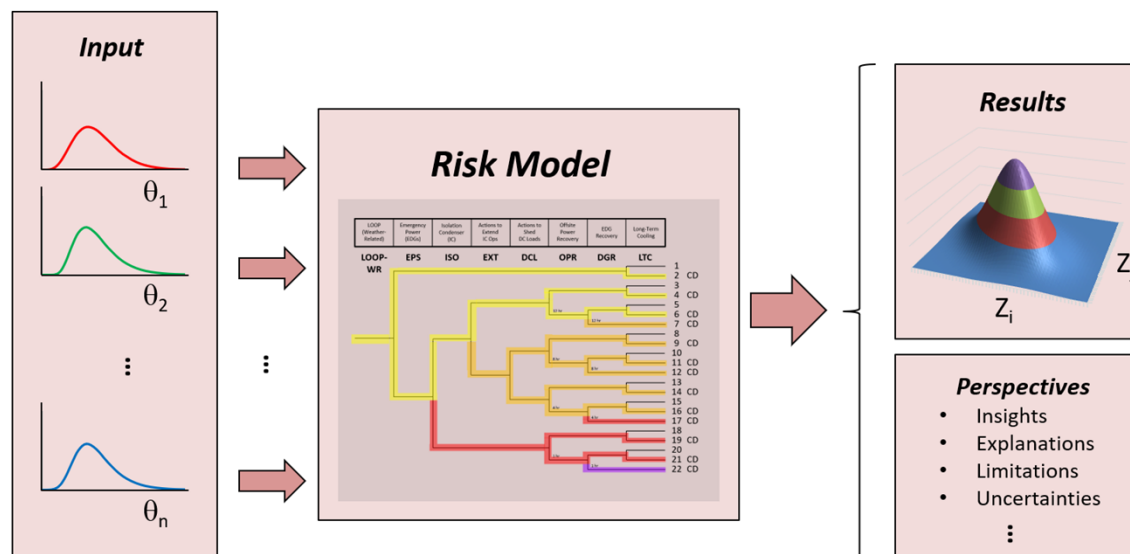 Input
θ1
θ2
⋮
θn
⋮
Risk Model
LOOP (Weather-Related)
Emergency Power (EDGs)
Isolation Condenser (IC)
Actions to Extend IC Ops
Actions to Shed DC Loads
Offsite Power Recovery
EDG Recovery
Long-Term Cooling
LOOP-WR
EPS
ISO
EXT
DCL
OPR
DGR
LTC
1
2 CD
3
4 CD
5
6 CD
7 CD
8
9 CD
10
11 CD
12 CD
13
14 CD
15
16 CD
17 CD
18
19 CD
20
21 CD
22 CD
Results
Zi
Z
Perspectives
• Insights
• Explanations
• Limitations
• Uncertainties
⋮